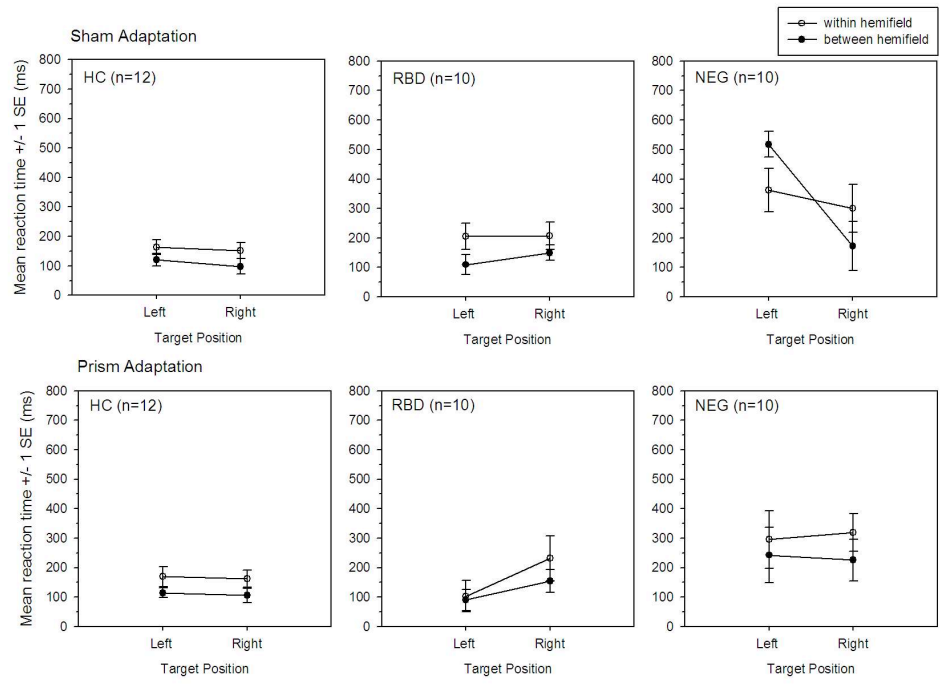 within hemifield
between hemifield
Sham Adaptation
Mean reaction time +/- 1 SE (ms)
800
700
600
500
400
300
200
100
0
HC (n=12)
Left Right
Target Position
800
700
600
500
400
300
200
100
0
RBD (n=10)
Left Right
Target Position
800
700
600
500
400
300
200
100
0
NEG (n=10)
Left Right
Target Position
Prism Adaptation
Mean reaction time +/- 1 SE (ms)
800
700
600
500
400
300
200
100
0
HC (n=12)
Left Right
Target Position
800
700
600
500
400
300
200
100
0
RBD (n=10)
Left Right
Target Position
800
700
600
500
400
300
200
100
0
NEG (n=10)
Left Right
Target Position